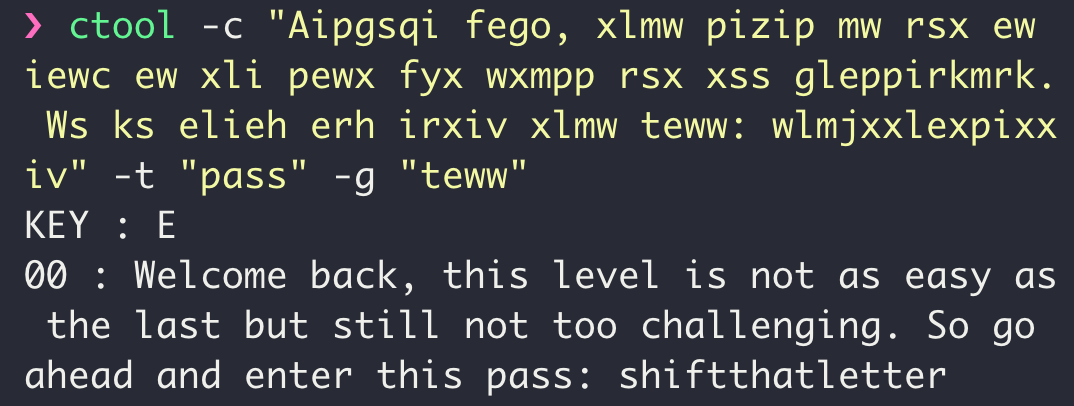 ❯ ctool -c "Aipgsqi fego, xlmw pizip mw rsx ew
iewc ew xli pewx fyx wxmpp rsx xss gleppirkmrk.
 Ws ks elieh erh irxiv xlmw teww: wlmjxxlexpixx
iv" -t "pass" -g "teww"
KEY : E
00 : Welcome back, this level is not as easy as
 the last but still not too challenging. So go
ahead and enter this pass: shiftthatletter